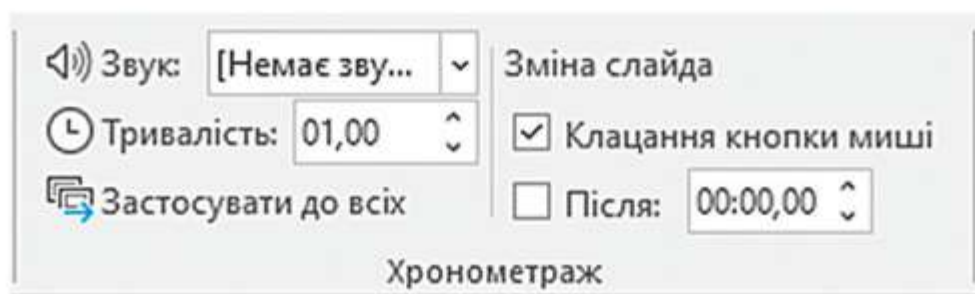 Звук: [Немає зву...
Тривалість: 01,00
Застосувати до всіх
Зміна слайда
Клацання кнопки миші
Після: 00:00,00
Хронометраж